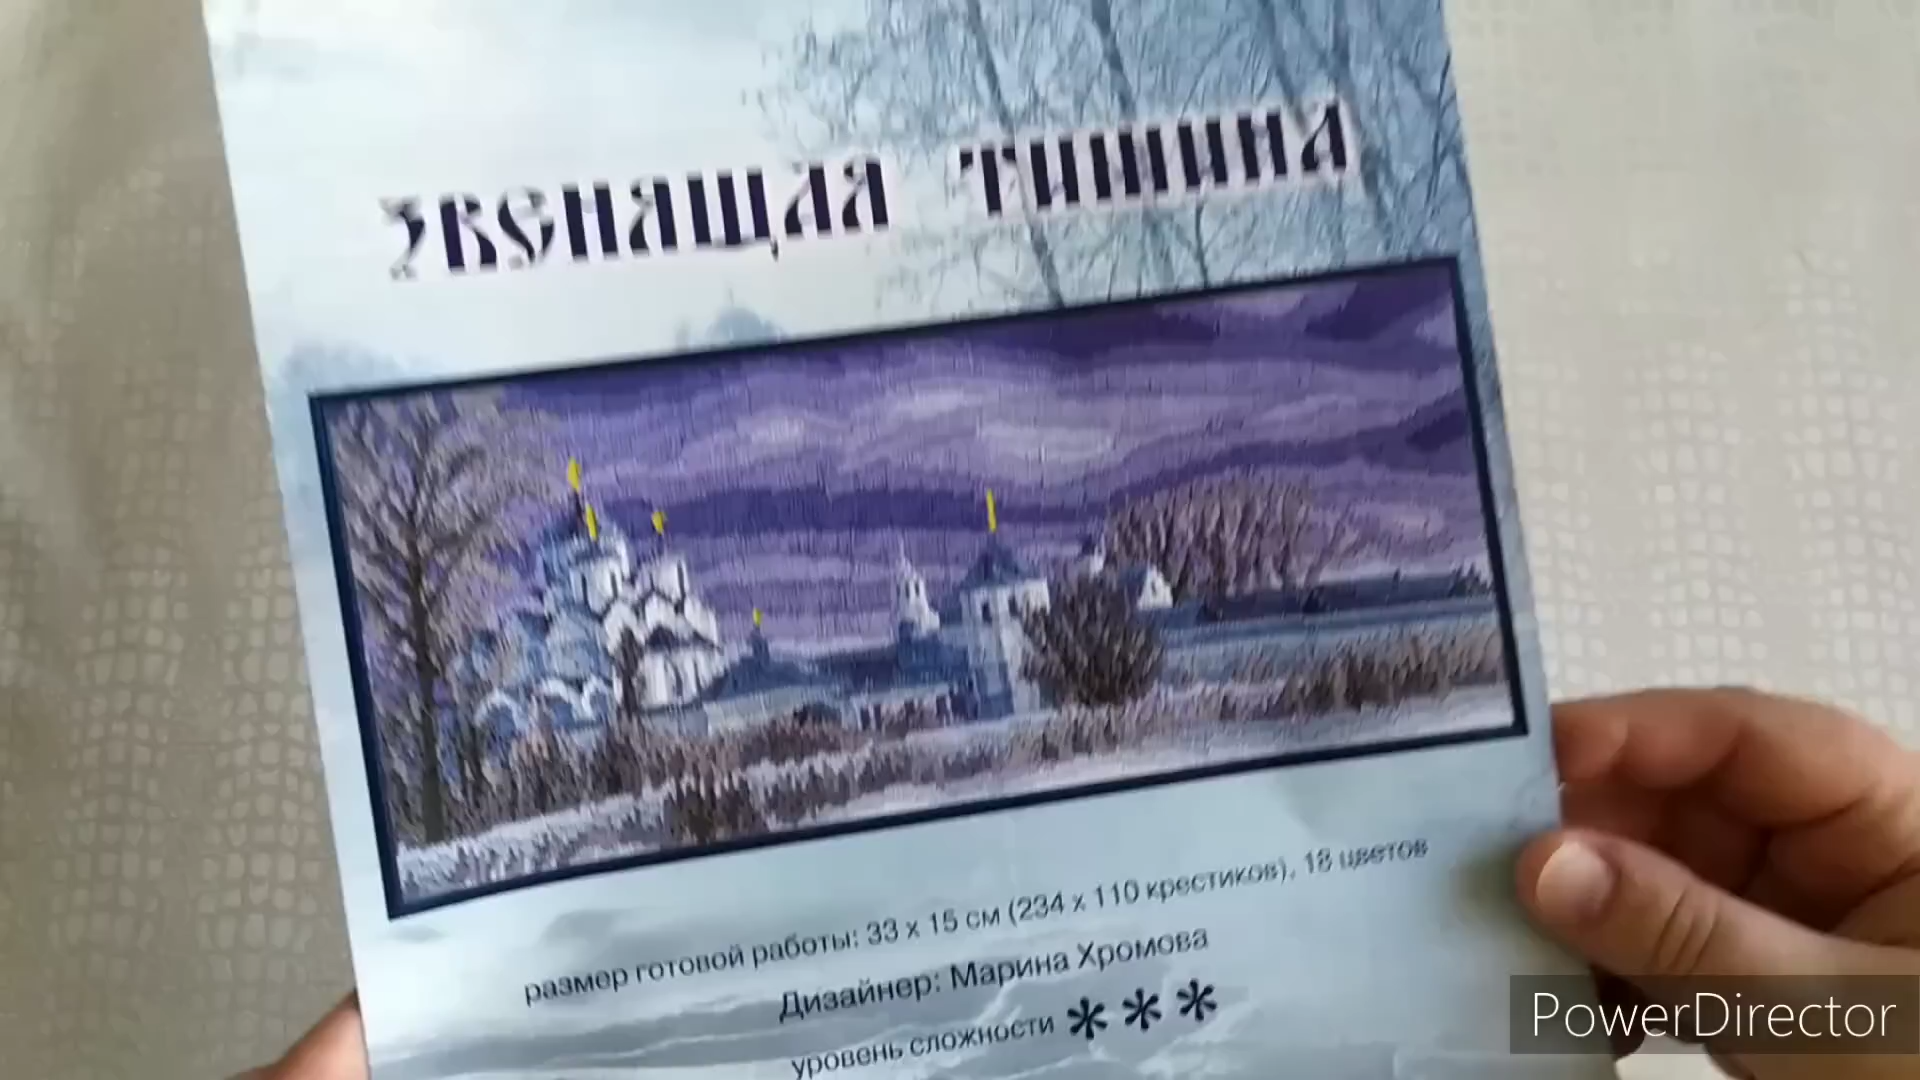 ЗВЕНЯЩАЯ ТИШИНА
размер готовой работы: 33 х 15 см (234 х 110 крестиков), 18 цветов
Дизайнер: Марина Хромова
уровень сложности ***
PowerDirector